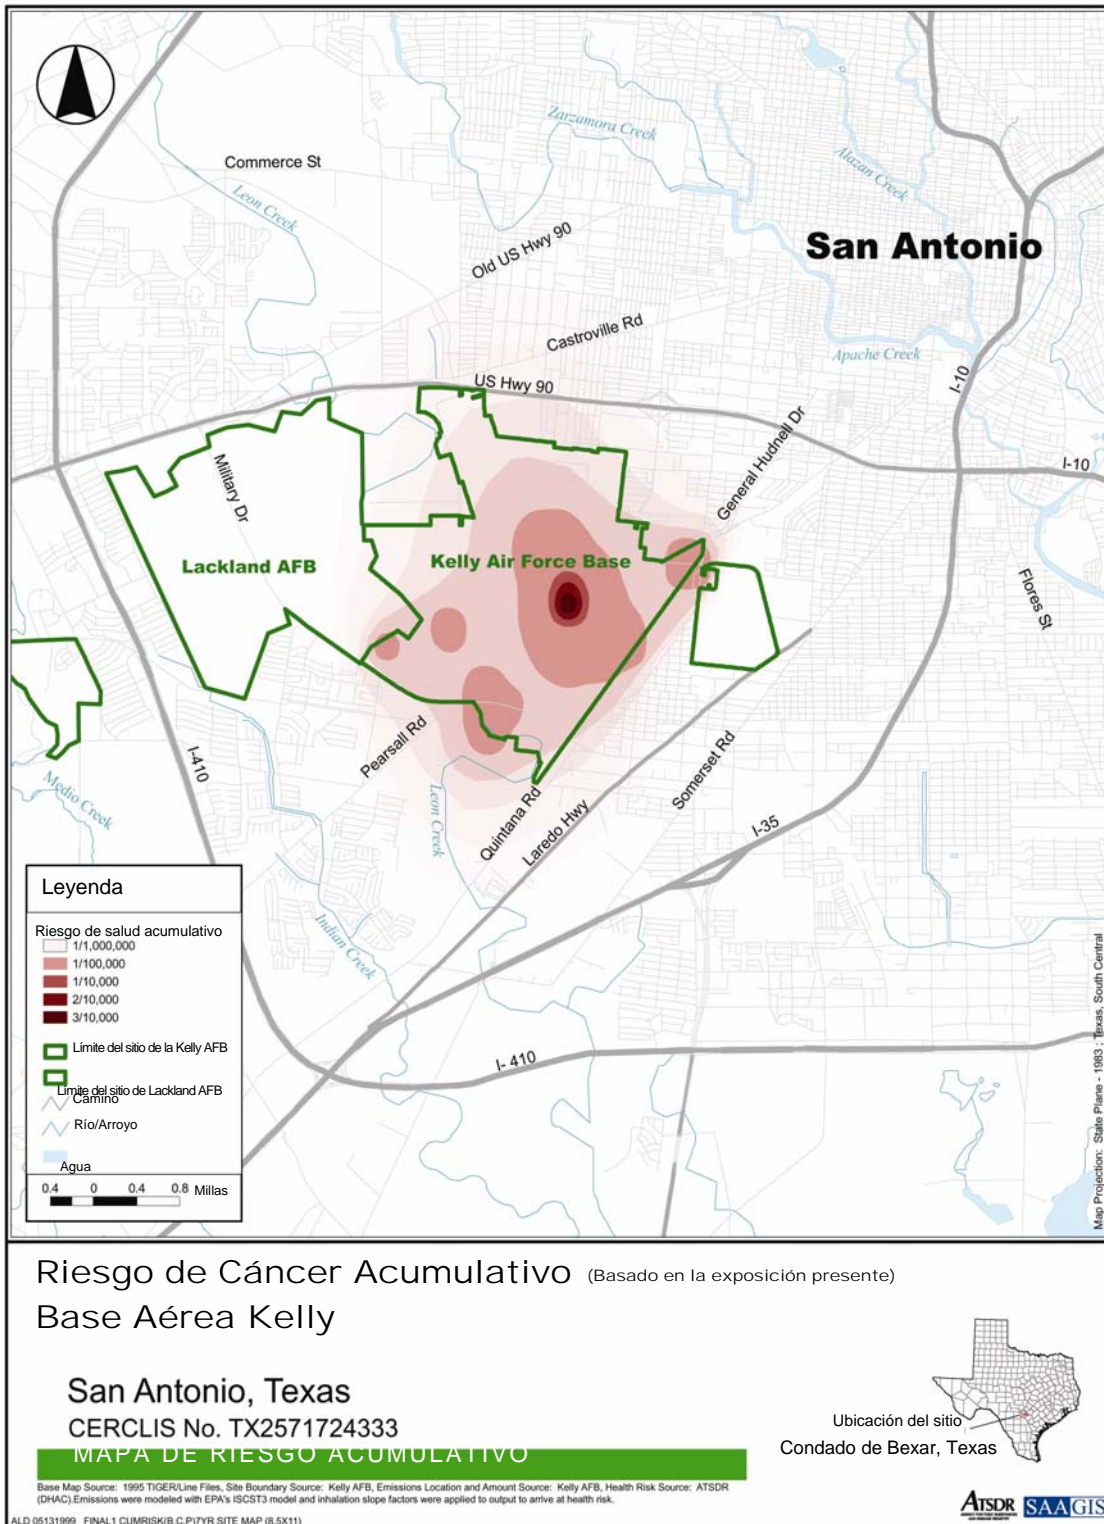 Commerce St
Zarzamora Creek
Alazan Creek
Leon Creek
San Antonio
Old US Hwy 90
Castroville Rd
Apache Creek
US Hwy 90
I-10
General Hudnell Dr
Military Dr
I-10
Lackland AFB
Kelly Air Force Base
Flores St
Pearsall Rd
Somerset Rd
I-410
Medio Creek
Leon Creek
Quintana Rd
Laredo Hwy
I-35
Indian Creek
I- 410
Leyenda
Riesgo de salud acumulativo
1/1,000,000
1/100,000
1/10,000
2/10,000
3/10,000
Límite del sitio de la Kelly AFB
Límite del sitio de Lackland AFB
Camino
Río/Arroyo
Agua
0.4 0 0.4 0.8 Millas
Map Projection: State Plane - 1983 ; Texas, South Central
Riesgo de Cáncer Acumulativo (Basado en la exposición presente)
Base Aérea Kelly
San Antonio, Texas
CERCLIS No. TX2571724333
MAPA DE RIESGO ACUMULATIVO
Ubicación del sitio
Condado de Bexar, Texas
Base Map Source: 1995 TIGER/Line Files, Site Boundary Source: Kelly AFB, Emissions Location and Amount Source: Kelly AFB, Health Risk Source: ATSDR
(DHAC).Emissions were modeled with EPA's ISCST3 model and inhalation slope factors were applied to output to arrive at health risk.
ATSDR SAAGIS
ALD 05131999 FINAL1 CUMRISK(B,C,P)7YR SITE MAP (8.5X11)